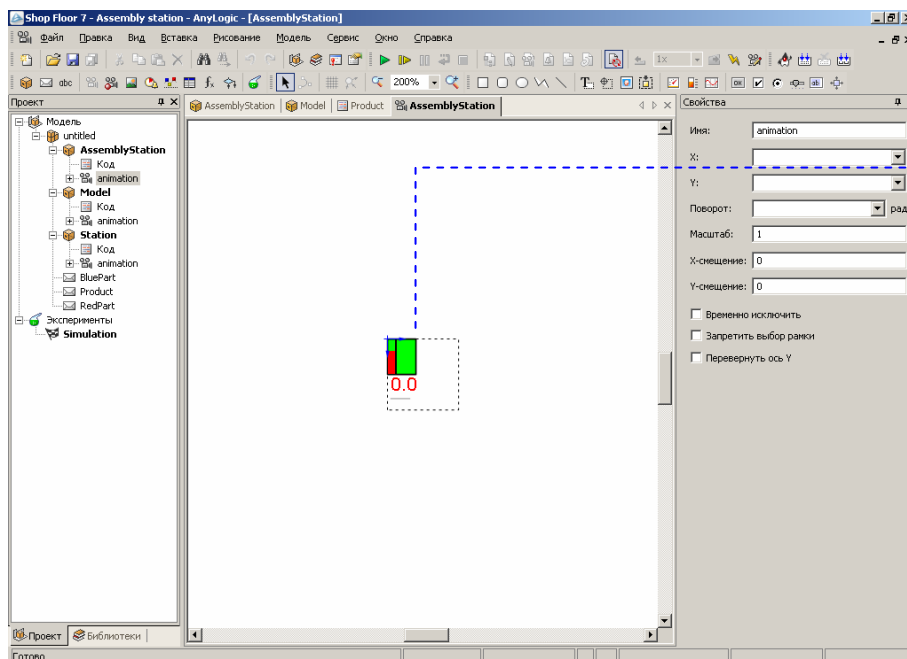 Shop Floor 7 - Assembly station - AnyLogic - [AssemblyStation]
Файл Правка Вид Вставка Рисование Модель Сервис Окно Справка
1x
abc 200% OK ab
Проект
AssemblyStation Model Product AssemblyStation
Свойства
Модель
untitled
AssemblyStation
Код
animation
Model
Код
animation
Station
Код
animation
BluePart
Product
RedPart
Эксперименты
Simulation
0.0
Имя: animation
X:
Y:
Поворот: рад
Масштаб: 1
X-смещение: 0
Y-смещение: 0
Временно исключить
Запретить выбор рамки
Перевернуть ось Y
Проект Библиотеки
Готово